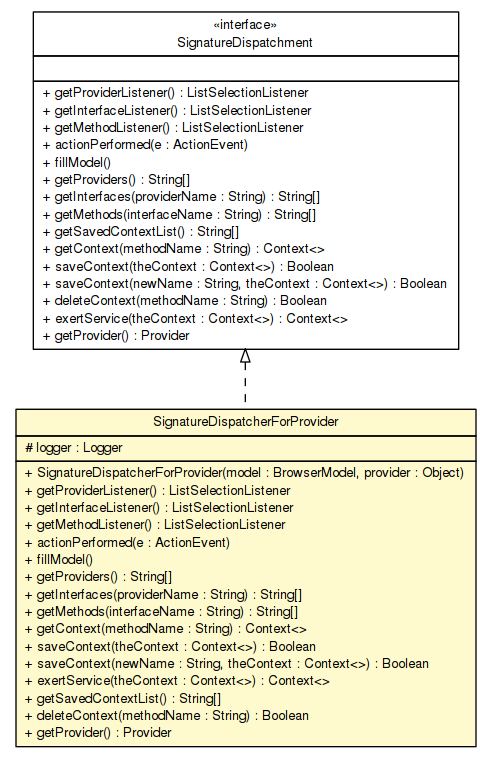 «interface»
SignatureDispatchment
+ getProviderListener() : ListSelectionListener
+ getInterfaceListener() : ListSelectionListener
+ getMethodListener() : ListSelectionListener
+ actionPerformed(e : ActionEvent)
+ fillModel()
+ getProviders() : String[]
+ getInterfaces(providerName : String) : String[]
+ getMethods(interfaceName : String) : String[]
+ getSavedContextList() : String[]
+ getContext(methodName : String) : Context<>
+ saveContext(theContext : Context<>) : Boolean
+ saveContext(newName : String, theContext : Context<>) : Boolean
+ deleteContext(methodName : String) : Boolean
+ exertService(theContext : Context<>) : Context<>
+ getProvider() : Provider
SignatureDispatcherForProvider
# logger : Logger
+ SignatureDispatcherForProvider(model : BrowserModel, provider : Object)
+ getProviderListener() : ListSelectionListener
+ getInterfaceListener() : ListSelectionListener
+ getMethodListener() : ListSelectionListener
+ actionPerformed(e : ActionEvent)
+ fillModel()
+ getProviders() : String[]
+ getInterfaces(providerName : String) : String[]
+ getMethods(interfaceName : String) : String[]
+ getContext(methodName : String) : Context<>
+ saveContext(theContext : Context<>) : Boolean
+ saveContext(newName : String, theContext : Context<>) : Boolean
+ exertService(theContext : Context<>) : Context<>
+ getSavedContextList() : String[]
+ deleteContext(methodName : String) : Boolean
+ getProvider() : Provider